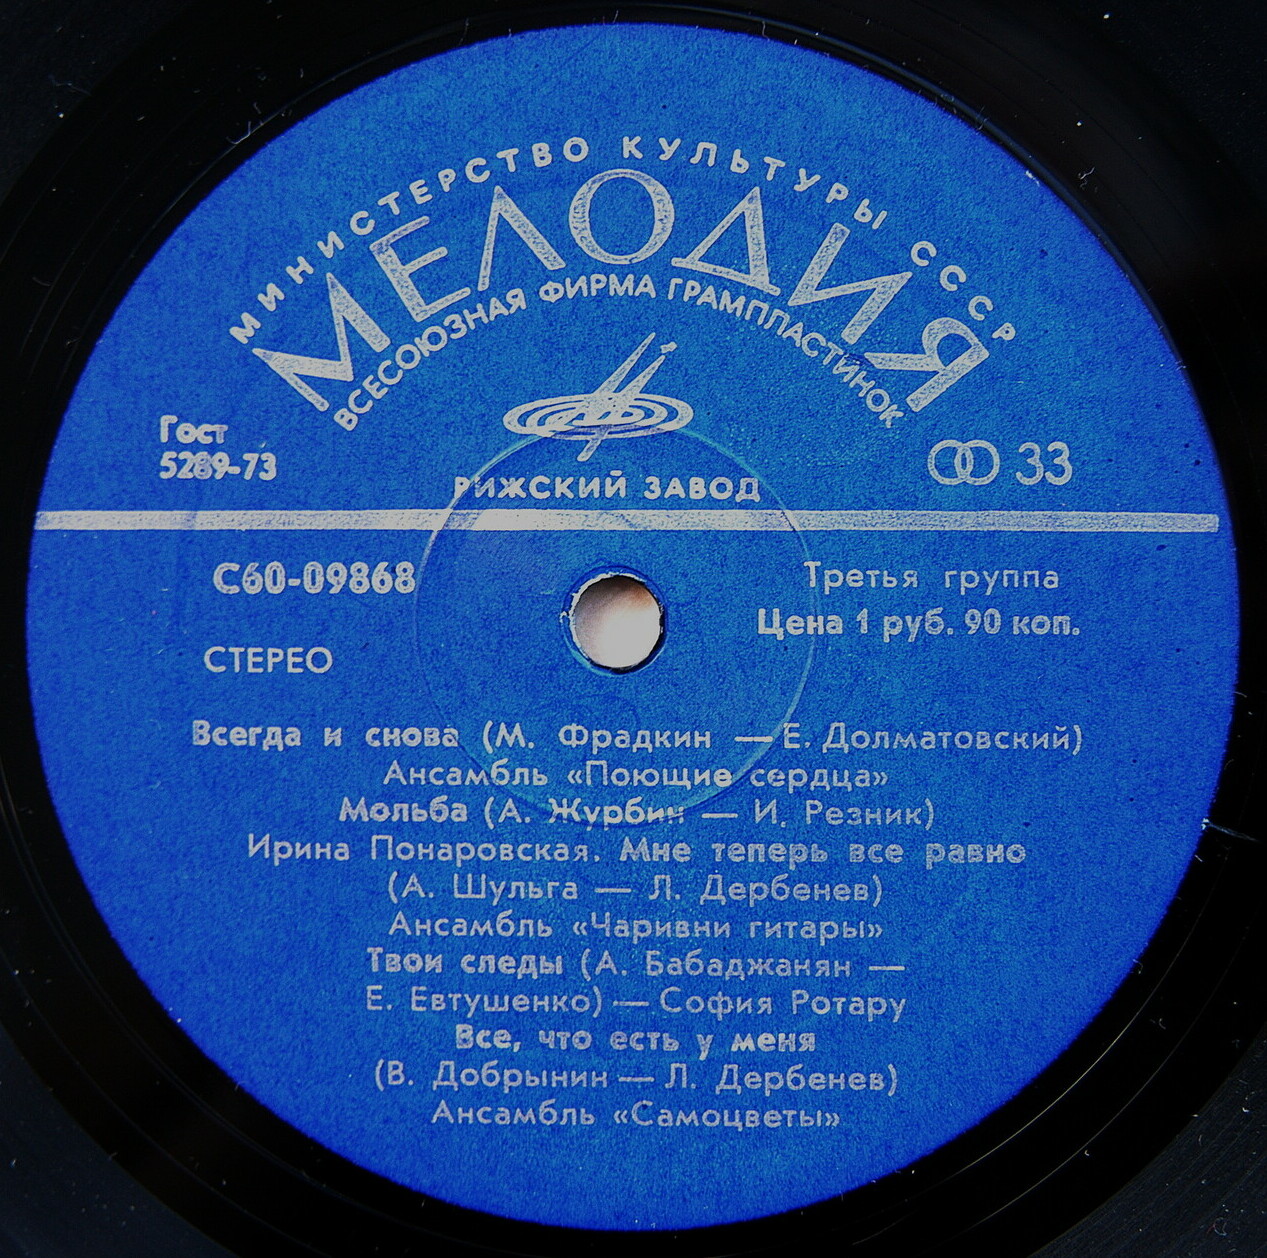 МИНИСТЕРСТВО КУЛЬТУРЫ СССР
МЕЛОДИЯ
ВСЕСОЮЗНАЯ ФИРМА ГРАМПЛАСТИНОК
Гост
5289-73
33
РИЖСКИЙ ЗАВОД
С60-09868
Третья группа
Цена 1 руб. 90 коп.
СТЕРЕО
Всегда и снова (М. Фрадкин — Е. Долматовский)
Ансамбль «Поющие сердца»
Мольба (А. Журбин — И. Резник)
Ирина Понаровская. Мне теперь все равно
(А. Шульга — Л. Дербенев)
Ансамбль «Чаривни гитары»
Твои следы (А. Бабаджанян —
Е. Евтушенко) — София Ротару
Все, что есть у меня
(В. Добрынин — Л. Дербенев)
Ансамбль «Самоцветы»